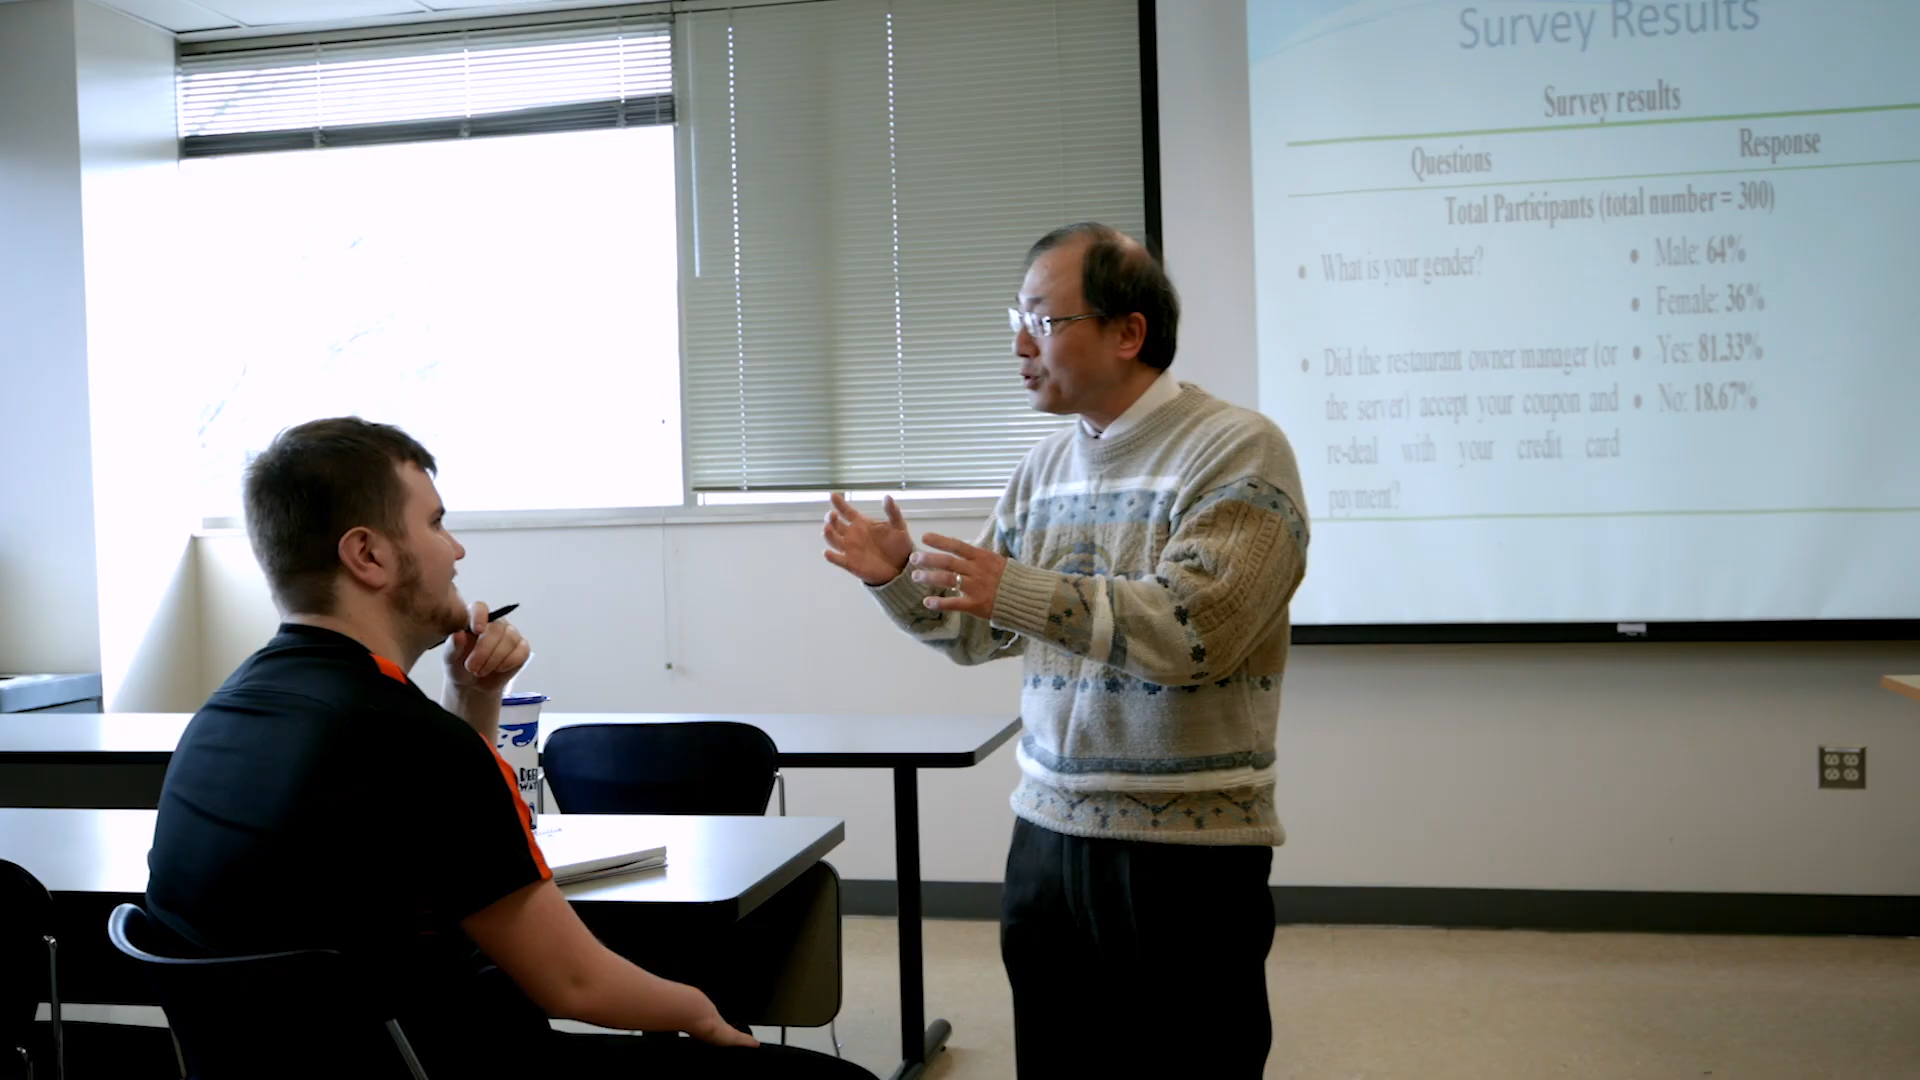 Survey Results
Survey results
Questions Response
Total Participants (total number = 300)
• What is your gender? • Male: 64%
• Female: 36%
• Did the restaurant owner manager (or • Yes: 81.33%
the server) accept your coupon and • No: 18.67%
re-deal with your credit card
payment?
DEE
WAT